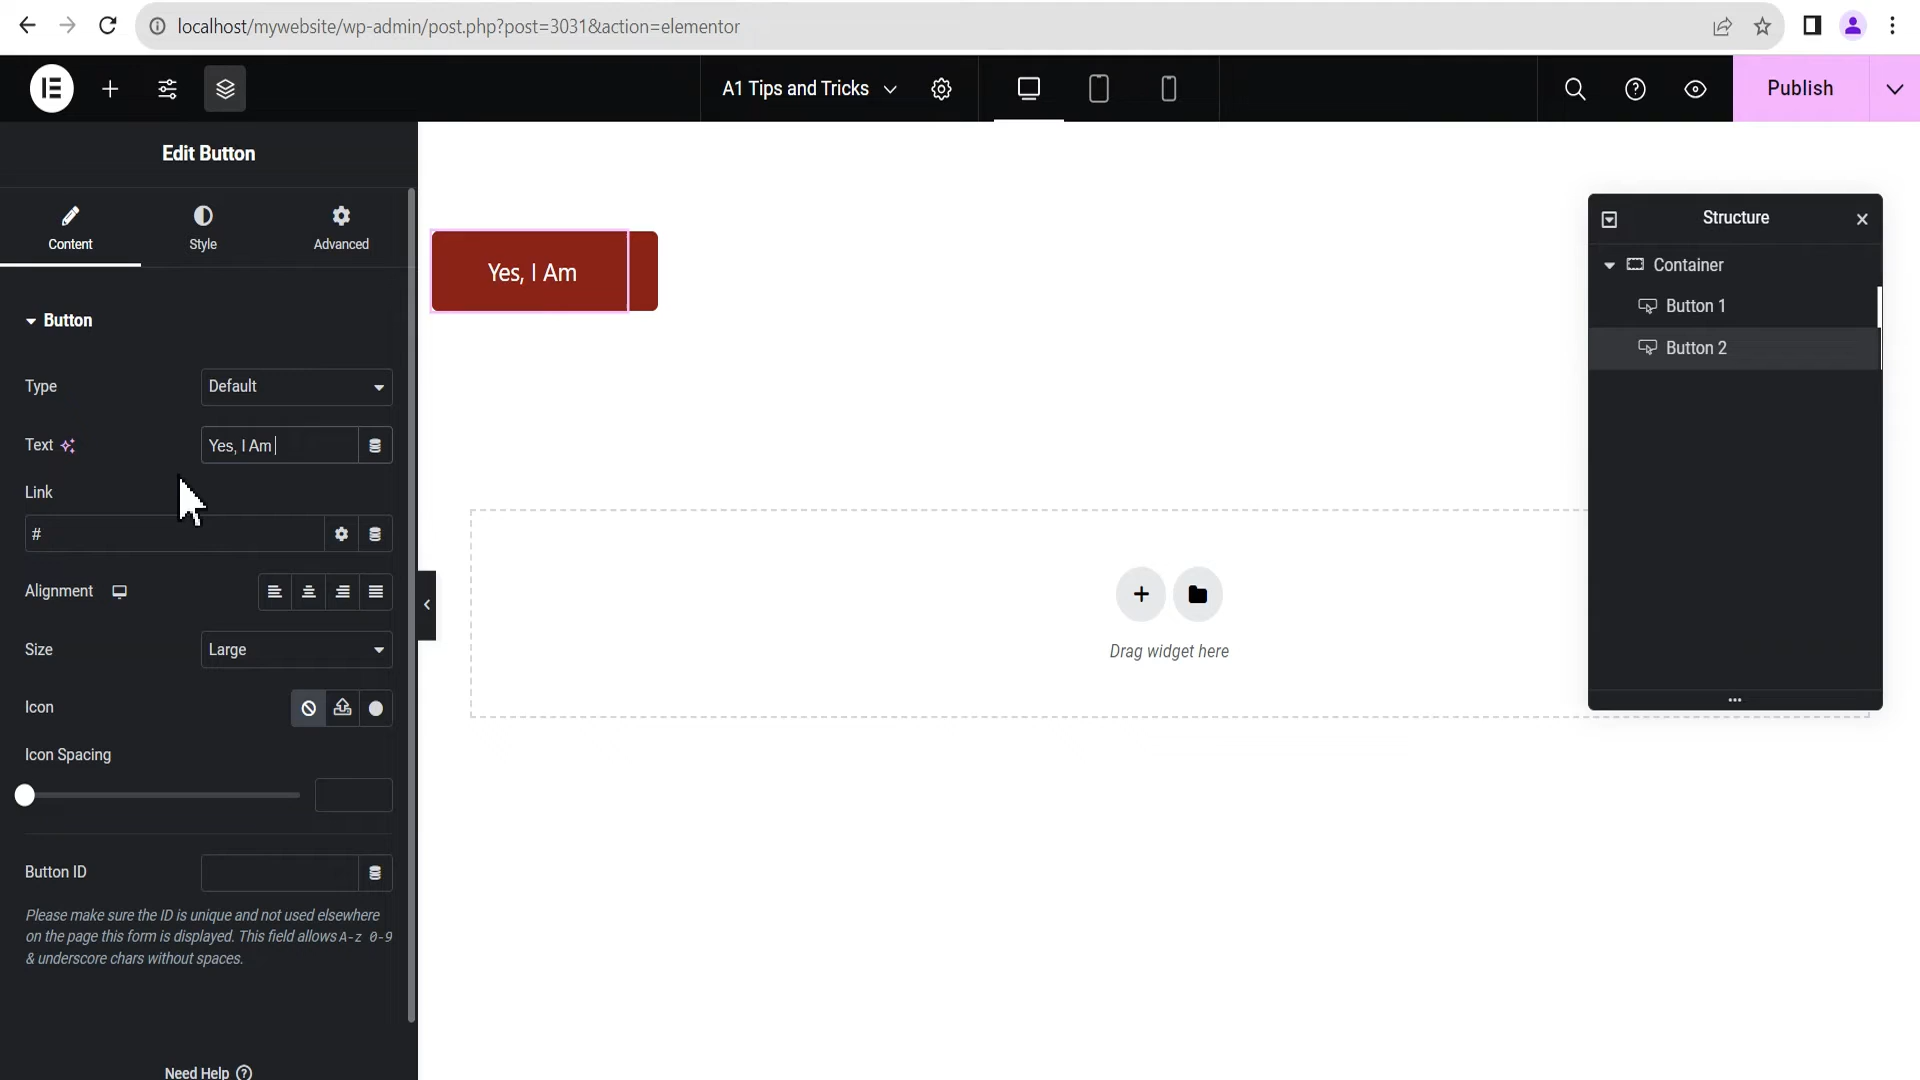 localhost/mywebsite/wp-admin/post.php?post=3031&action=elementor
A1 Tips and Tricks
Publish
Edit Button
Content
Style
Advanced
Button
Type
Default
Text
Yes, I Am
Link
#
Alignment
Size
Large
Icon
Icon Spacing
Button ID
Please make sure the ID is unique and not used elsewhere
on the page this form is displayed. This field allows A-z 0-9
& underscore chars without spaces.
Need Help
Yes, I Am
Drag widget here
Structure
Container
Button 1
Button 2